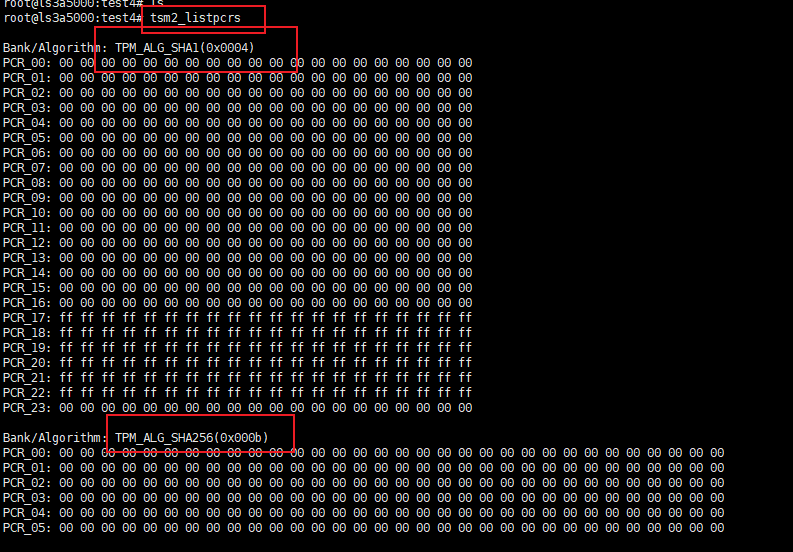 root@ls3a5000:test4# ls
root@ls3a5000:test4# tsm2_listpcrs
Bank/Algorithm: TPM_ALG_SHA1(0x0004)
PCR_00: 00 00 00 00 00 00 00 00 00 00 00 00 00 00 00 00 00 00 00 00
PCR_01: 00 00 00 00 00 00 00 00 00 00 00 00 00 00 00 00 00 00 00 00
PCR_02: 00 00 00 00 00 00 00 00 00 00 00 00 00 00 00 00 00 00 00 00
PCR_03: 00 00 00 00 00 00 00 00 00 00 00 00 00 00 00 00 00 00 00 00
PCR_04: 00 00 00 00 00 00 00 00 00 00 00 00 00 00 00 00 00 00 00 00
PCR_05: 00 00 00 00 00 00 00 00 00 00 00 00 00 00 00 00 00 00 00 00
PCR_06: 00 00 00 00 00 00 00 00 00 00 00 00 00 00 00 00 00 00 00 00
PCR_07: 00 00 00 00 00 00 00 00 00 00 00 00 00 00 00 00 00 00 00 00
PCR_08: 00 00 00 00 00 00 00 00 00 00 00 00 00 00 00 00 00 00 00 00
PCR_09: 00 00 00 00 00 00 00 00 00 00 00 00 00 00 00 00 00 00 00 00
PCR_10: 00 00 00 00 00 00 00 00 00 00 00 00 00 00 00 00 00 00 00 00
PCR_11: 00 00 00 00 00 00 00 00 00 00 00 00 00 00 00 00 00 00 00 00
PCR_12: 00 00 00 00 00 00 00 00 00 00 00 00 00 00 00 00 00 00 00 00
PCR_13: 00 00 00 00 00 00 00 00 00 00 00 00 00 00 00 00 00 00 00 00
PCR_14: 00 00 00 00 00 00 00 00 00 00 00 00 00 00 00 00 00 00 00 00
PCR_15: 00 00 00 00 00 00 00 00 00 00 00 00 00 00 00 00 00 00 00 00
PCR_16: 00 00 00 00 00 00 00 00 00 00 00 00 00 00 00 00 00 00 00 00
PCR_17: ff ff ff ff ff ff ff ff ff ff ff ff ff ff ff ff ff ff ff ff
PCR_18: ff ff ff ff ff ff ff ff ff ff ff ff ff ff ff ff ff ff ff ff
PCR_19: ff ff ff ff ff ff ff ff ff ff ff ff ff ff ff ff ff ff ff ff
PCR_20: ff ff ff ff ff ff ff ff ff ff ff ff ff ff ff ff ff ff ff ff
PCR_21: ff ff ff ff ff ff ff ff ff ff ff ff ff ff ff ff ff ff ff ff
PCR_22: ff ff ff ff ff ff ff ff ff ff ff ff ff ff ff ff ff ff ff ff
PCR_23: 00 00 00 00 00 00 00 00 00 00 00 00 00 00 00 00 00 00 00 00
Bank/Algorithm: TPM_ALG_SHA256(0x000b)
PCR_00: 00 00 00 00 00 00 00 00 00 00 00 00 00 00 00 00 00 00 00 00 00 00 00 00 00 00 00 00 00 00 00 00
PCR_01: 00 00 00 00 00 00 00 00 00 00 00 00 00 00 00 00 00 00 00 00 00 00 00 00 00 00 00 00 00 00 00 00
PCR_02: 00 00 00 00 00 00 00 00 00 00 00 00 00 00 00 00 00 00 00 00 00 00 00 00 00 00 00 00 00 00 00 00
PCR_03: 00 00 00 00 00 00 00 00 00 00 00 00 00 00 00 00 00 00 00 00 00 00 00 00 00 00 00 00 00 00 00 00
PCR_04: 00 00 00 00 00 00 00 00 00 00 00 00 00 00 00 00 00 00 00 00 00 00 00 00 00 00 00 00 00 00 00 00
PCR_05: 00 00 00 00 00 00 00 00 00 00 00 00 00 00 00 00 00 00 00 00 00 00 00 00 00 00 00 00 00 00 00 00